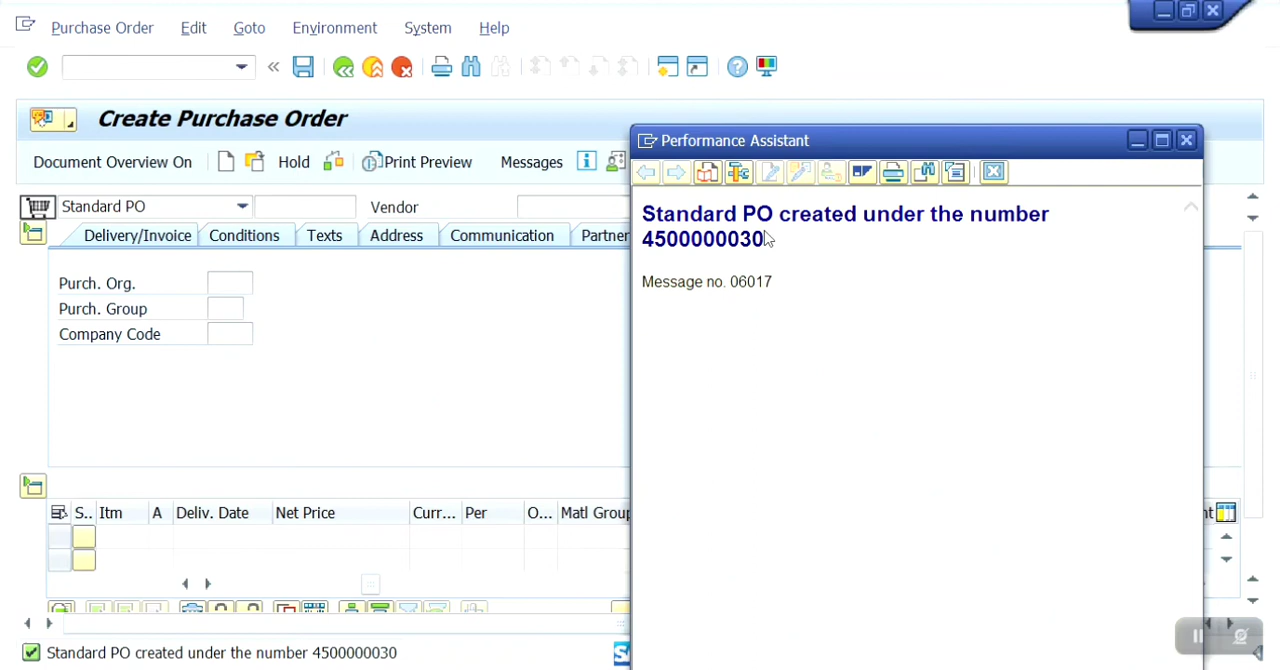 Purchase Order Edit Goto Environment System Help
Create Purchase Order
Document Overview On Hold Print Preview Messages
Performance Assistant
Standard PO Vendor
Standard PO created under the number
4500000030
Delivery/Invoice Conditions Texts Address Communication Partner
Message no. 06017
Purch. Org.
Purch. Group
Company Code
S.. Itm A Deliv. Date Net Price Curr... Per O... Matl Group nt
Standard PO created under the number 4500000030